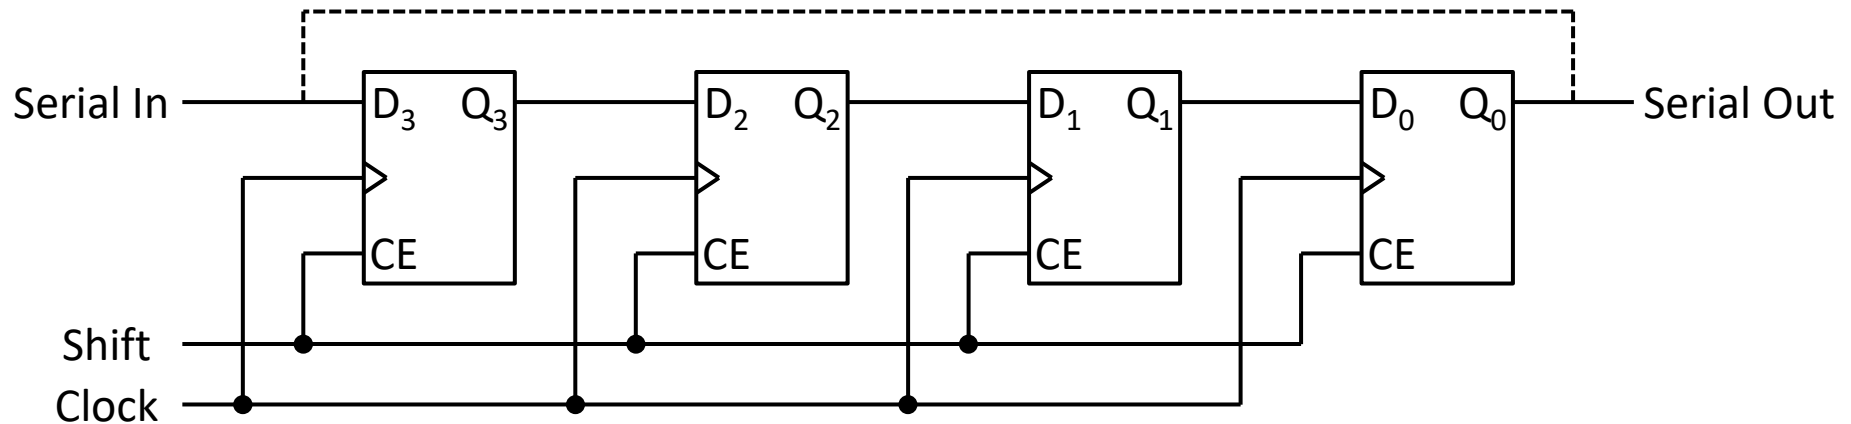 Serial In
D₃ Q₃
D₂ Q₂
D₁ Q₁
D₀ Q₀
Serial Out
CE
CE
CE
CE
Shift
Clock